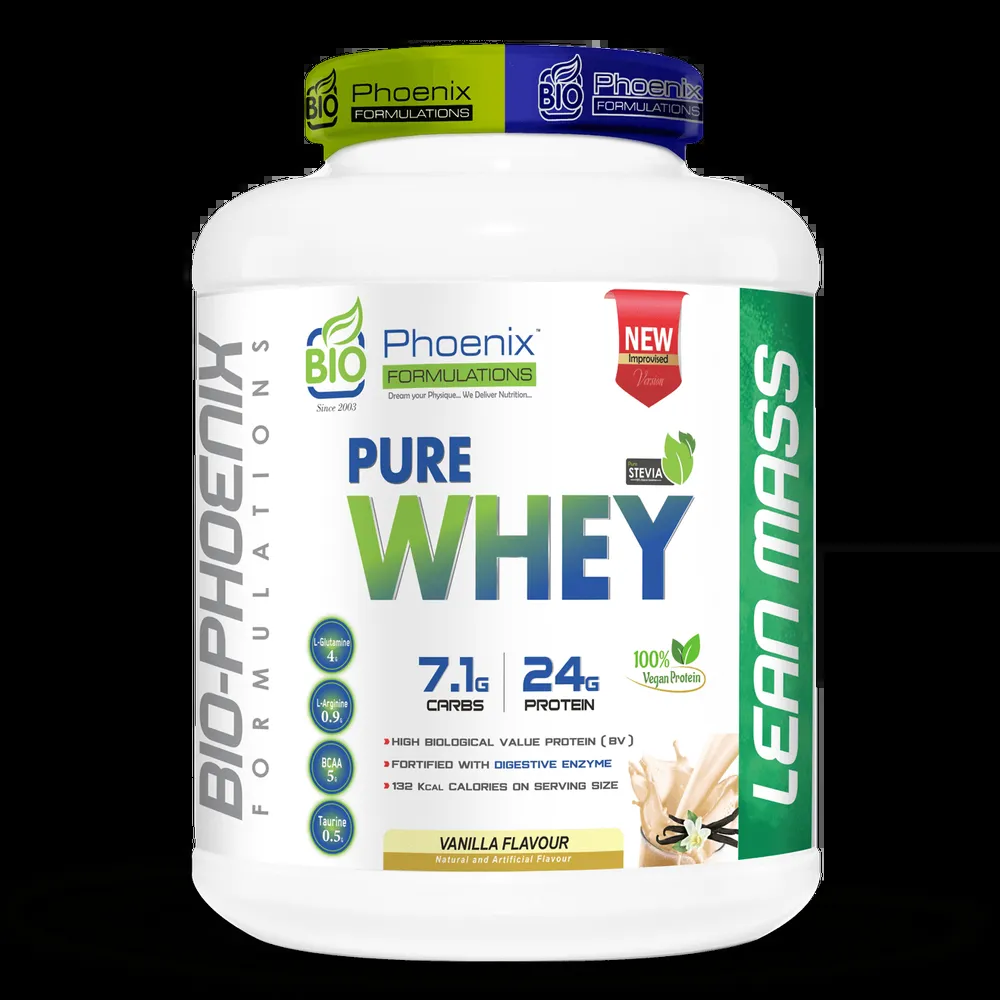 BIO
Phoenix
FORMULATIONS
BIO
Phoenix
FORMULATIONS
BIO-PHOENIX
FORMULATIONS
BIO
Since 2003
Phoenix™
FORMULATIONS
Dream your Physique... We Deliver Nutrition...
NEW
Improvised
Version
PURE
WHEY
Pure
STEVIA
L-Glutamine
4G
L-Arginine
0.9G
BCAA
5G
Taurine
0.5G
7.1G
CARBS
24G
PROTEIN
100%
Vegan Protein
HIGH BIOLOGICAL VALUE PROTEIN (BV)
FORTIFIED WITH DIGESTIVE ENZYME
132 Kcal CALORIES ON SERVING SIZE
VANILLA FLAVOUR
Natural and Artificial Flavour
LEAN MASS